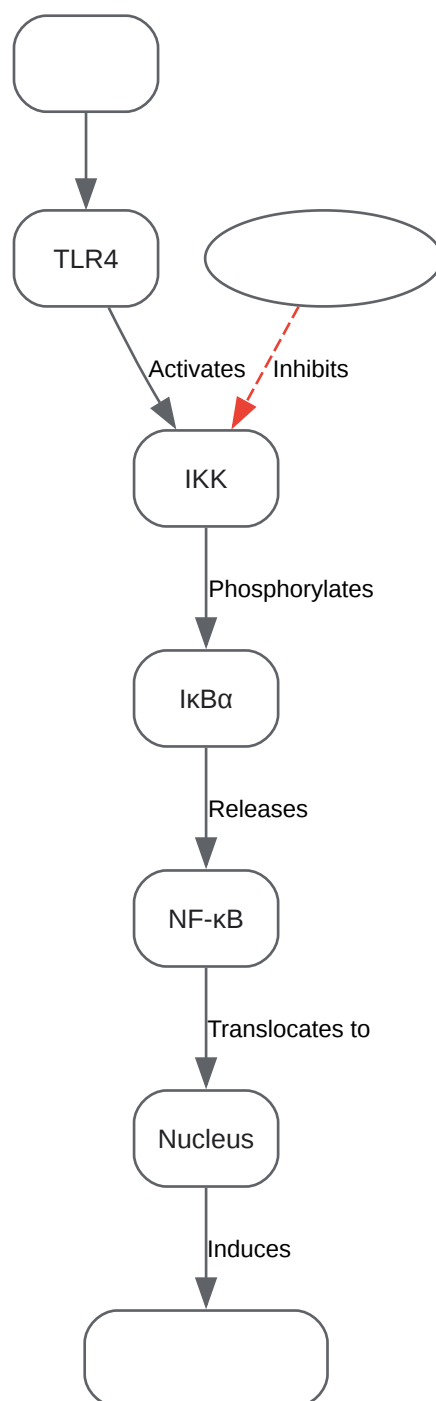 TLR4
Activates
Inhibits
IKK
Phosphorylates
IκBα
Releases
NF-κB
Translocates to
Nucleus
Induces